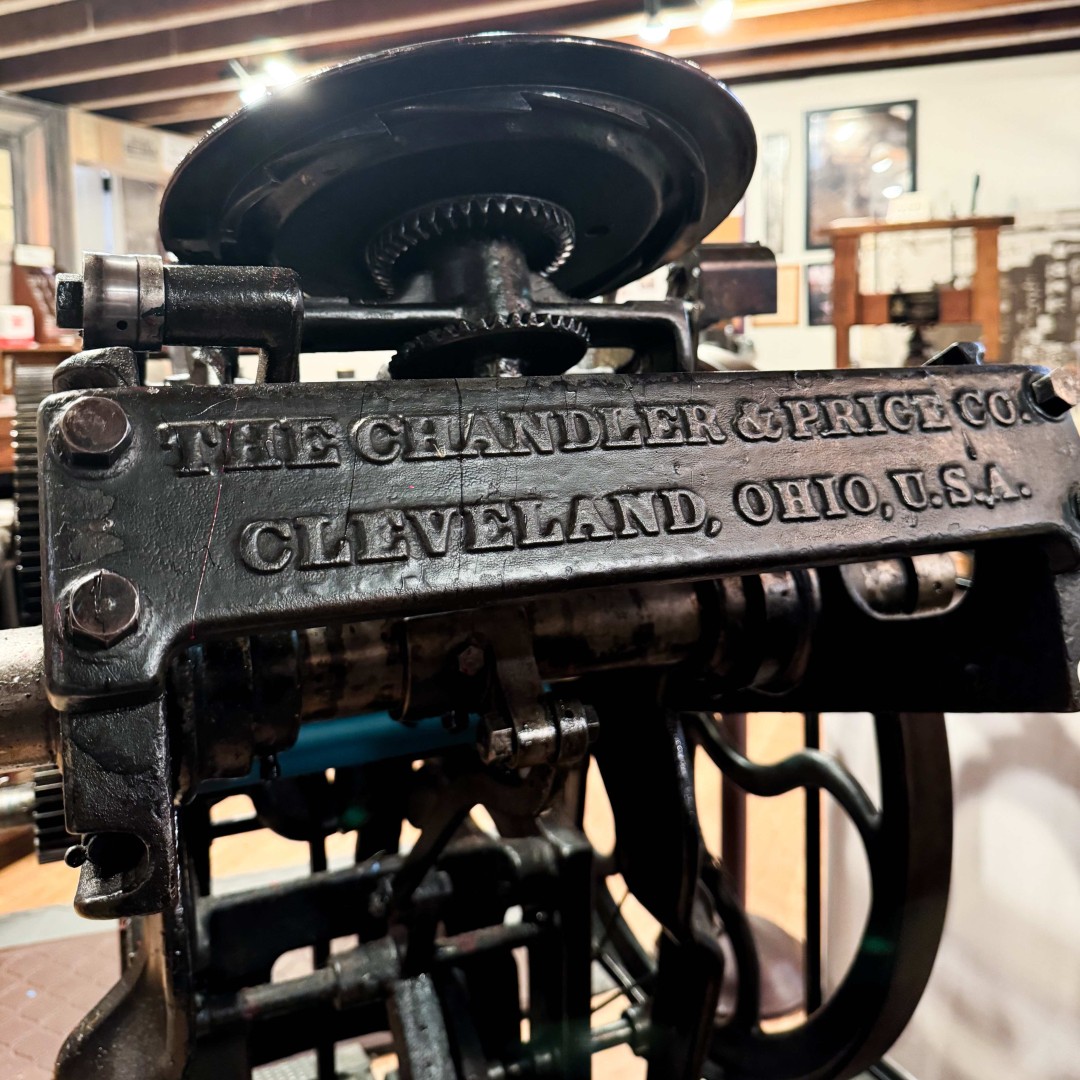 THE CHANDLER & PRICE CO.
CLEVELAND, OHIO, U.S.A.